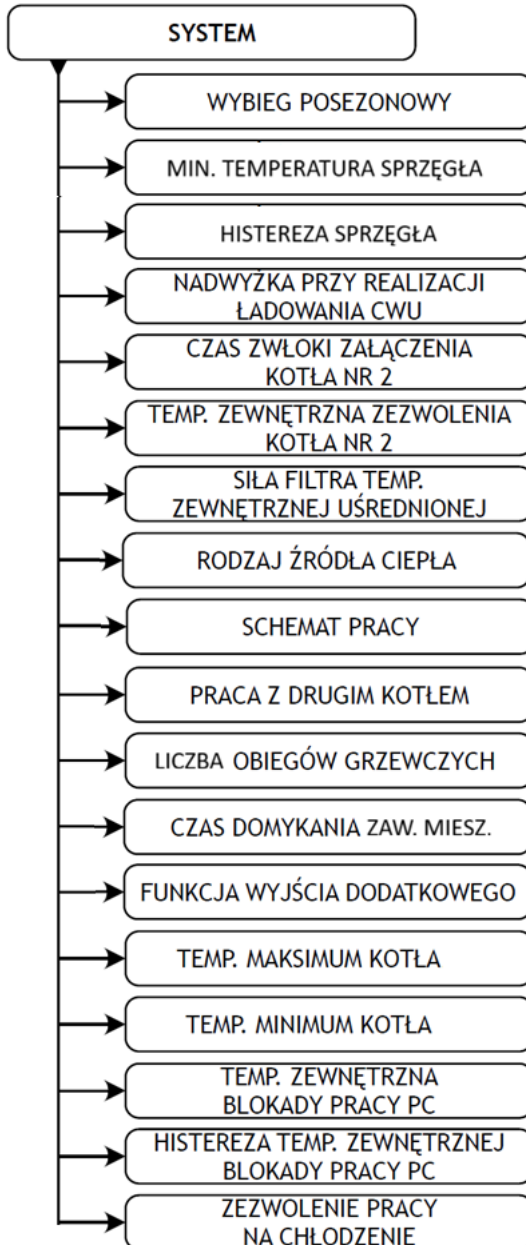 SYSTEM
WYBIEG POSEZONOWY
MIN. TEMPERATURA SPRZĘGŁA
HISTEREZA SPRZĘGŁA
NADWYŻKA PRZY REALIZACJI
ŁADOWANIA CWU
CZAS ZWŁOKI ZAŁĄCZENIA
KOTŁA NR 2
TEMP. ZEWNĘTRZNA ZEZWOLENIA
KOTŁA NR 2
SIŁA FILTRA TEMP.
ZEWNĘTRZNEJ UŚREDNIONEJ
RODZAJ ŹRÓDŁA CIEPŁA
SCHEMAT PRACY
PRACA Z DRUGIM KOTŁEM
LICZBA OBIEGÓW GRZEWCZYCH
CZAS DOMYKANIA ZAW. MIESZ.
FUNKCJA WYJŚCIA DODATKOWEGO
TEMP. MAKSIMUM KOTŁA
TEMP. MINIMUM KOTŁA
TEMP. ZEWNĘTRZNA
BLOKADY PRACY PC
HISTEREZA TEMP. ZEWNĘTRZNEJ
BLOKADY PRACY PC
ZEZWOLENIE PRACY
NA CHŁODZENIE